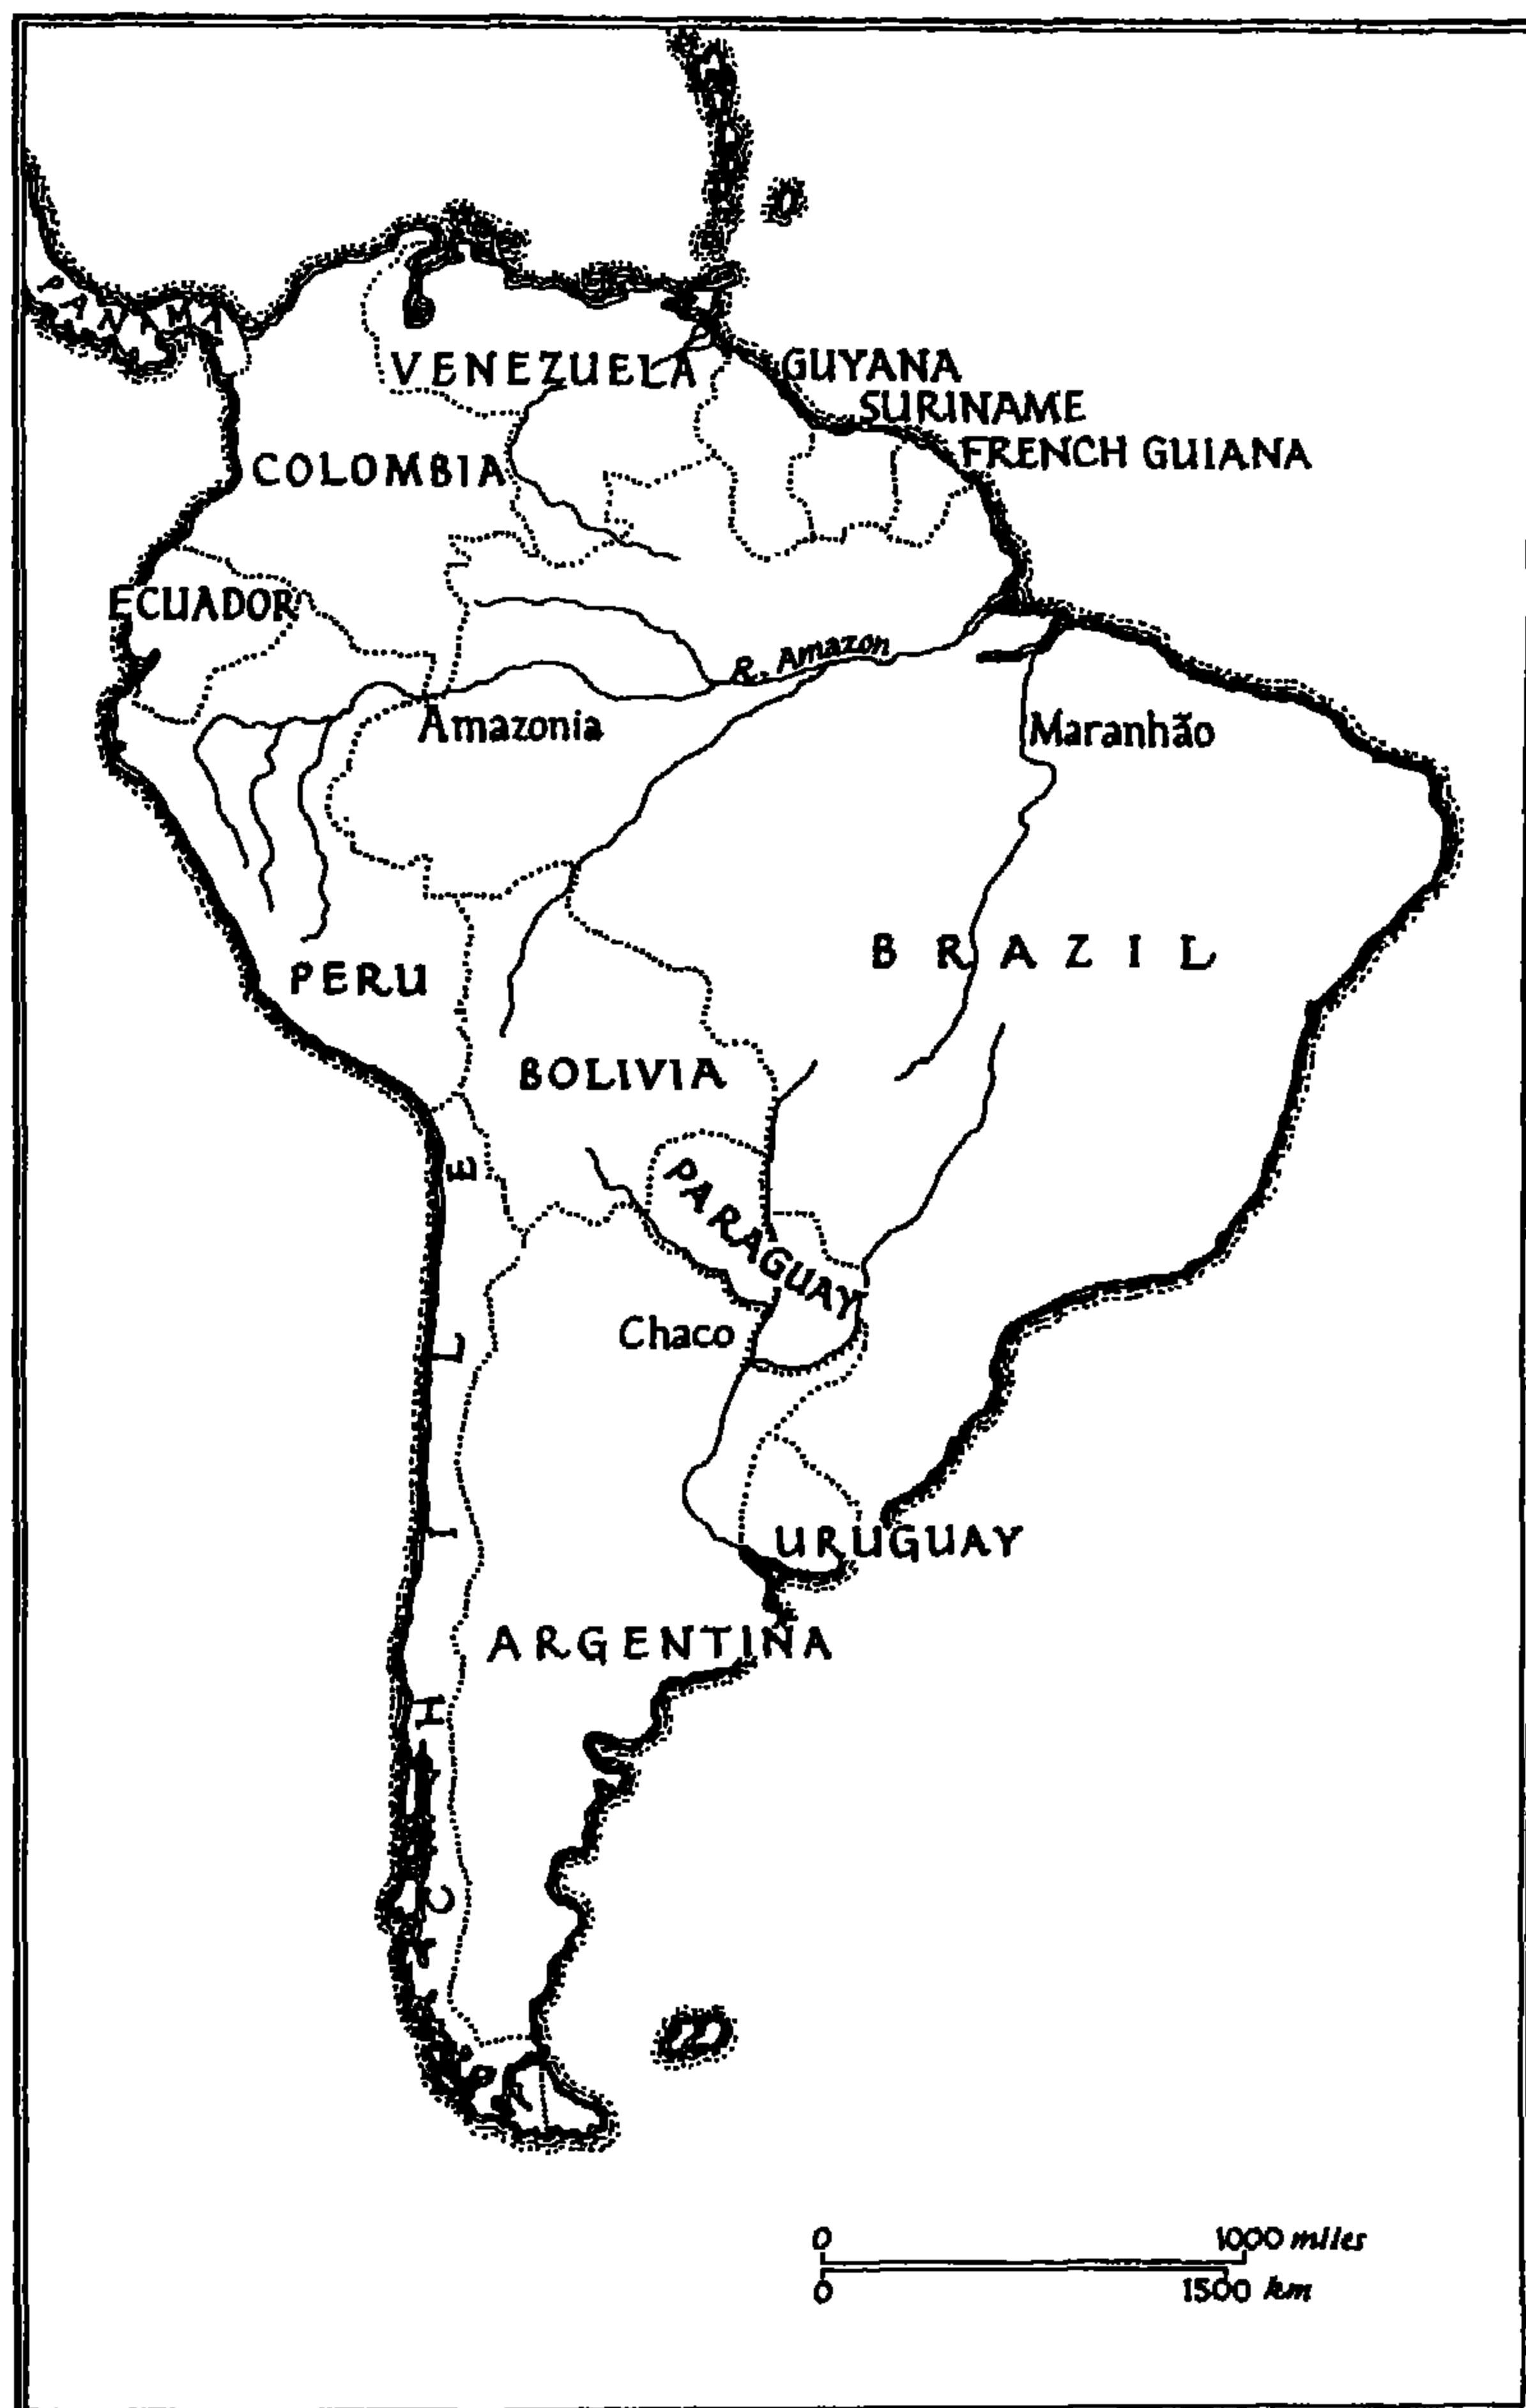 PANAMA
VENEZUELA
GUYANA
SURINAME
FRENCH GUIANA
COLOMBIA
ECUADOR
R. Amazon
Amazonia
Maranhão
BRAZIL
PERU
BOLIVIA
PARAGUAY
Chaco
CHILE
URUGUAY
ARGENTINA
0 1000 miles
0 1500 km